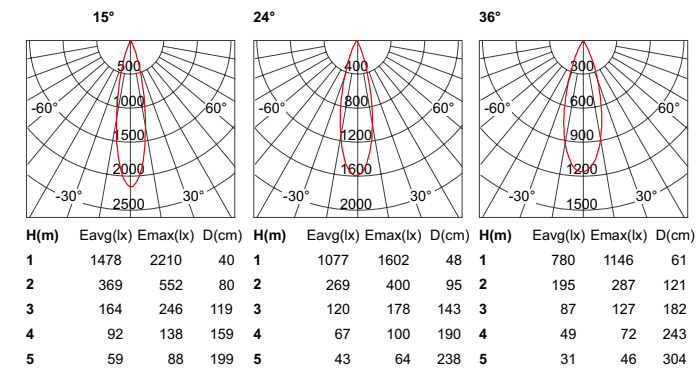 15°
500
1000
1500
2000
2500
-60°
60°
-30°
30°
H(m) Eavg(lx) Emax(lx) D(cm)
1 1478 2210 40
2 369 552 80
3 164 246 119
4 92 138 159
5 59 88 199
24°
400
800
1200
1600
2000
-60°
60°
-30°
30°
H(m) Eavg(lx) Emax(lx) D(cm)
1 1077 1602 48
2 269 400 95
3 120 178 143
4 67 100 190
5 43 64 238
36°
300
600
900
1200
1500
-60°
60°
-30°
30°
H(m) Eavg(lx) Emax(lx) D(cm)
1 780 1146 61
2 195 287 121
3 87 127 182
4 49 72 243
5 31 46 304